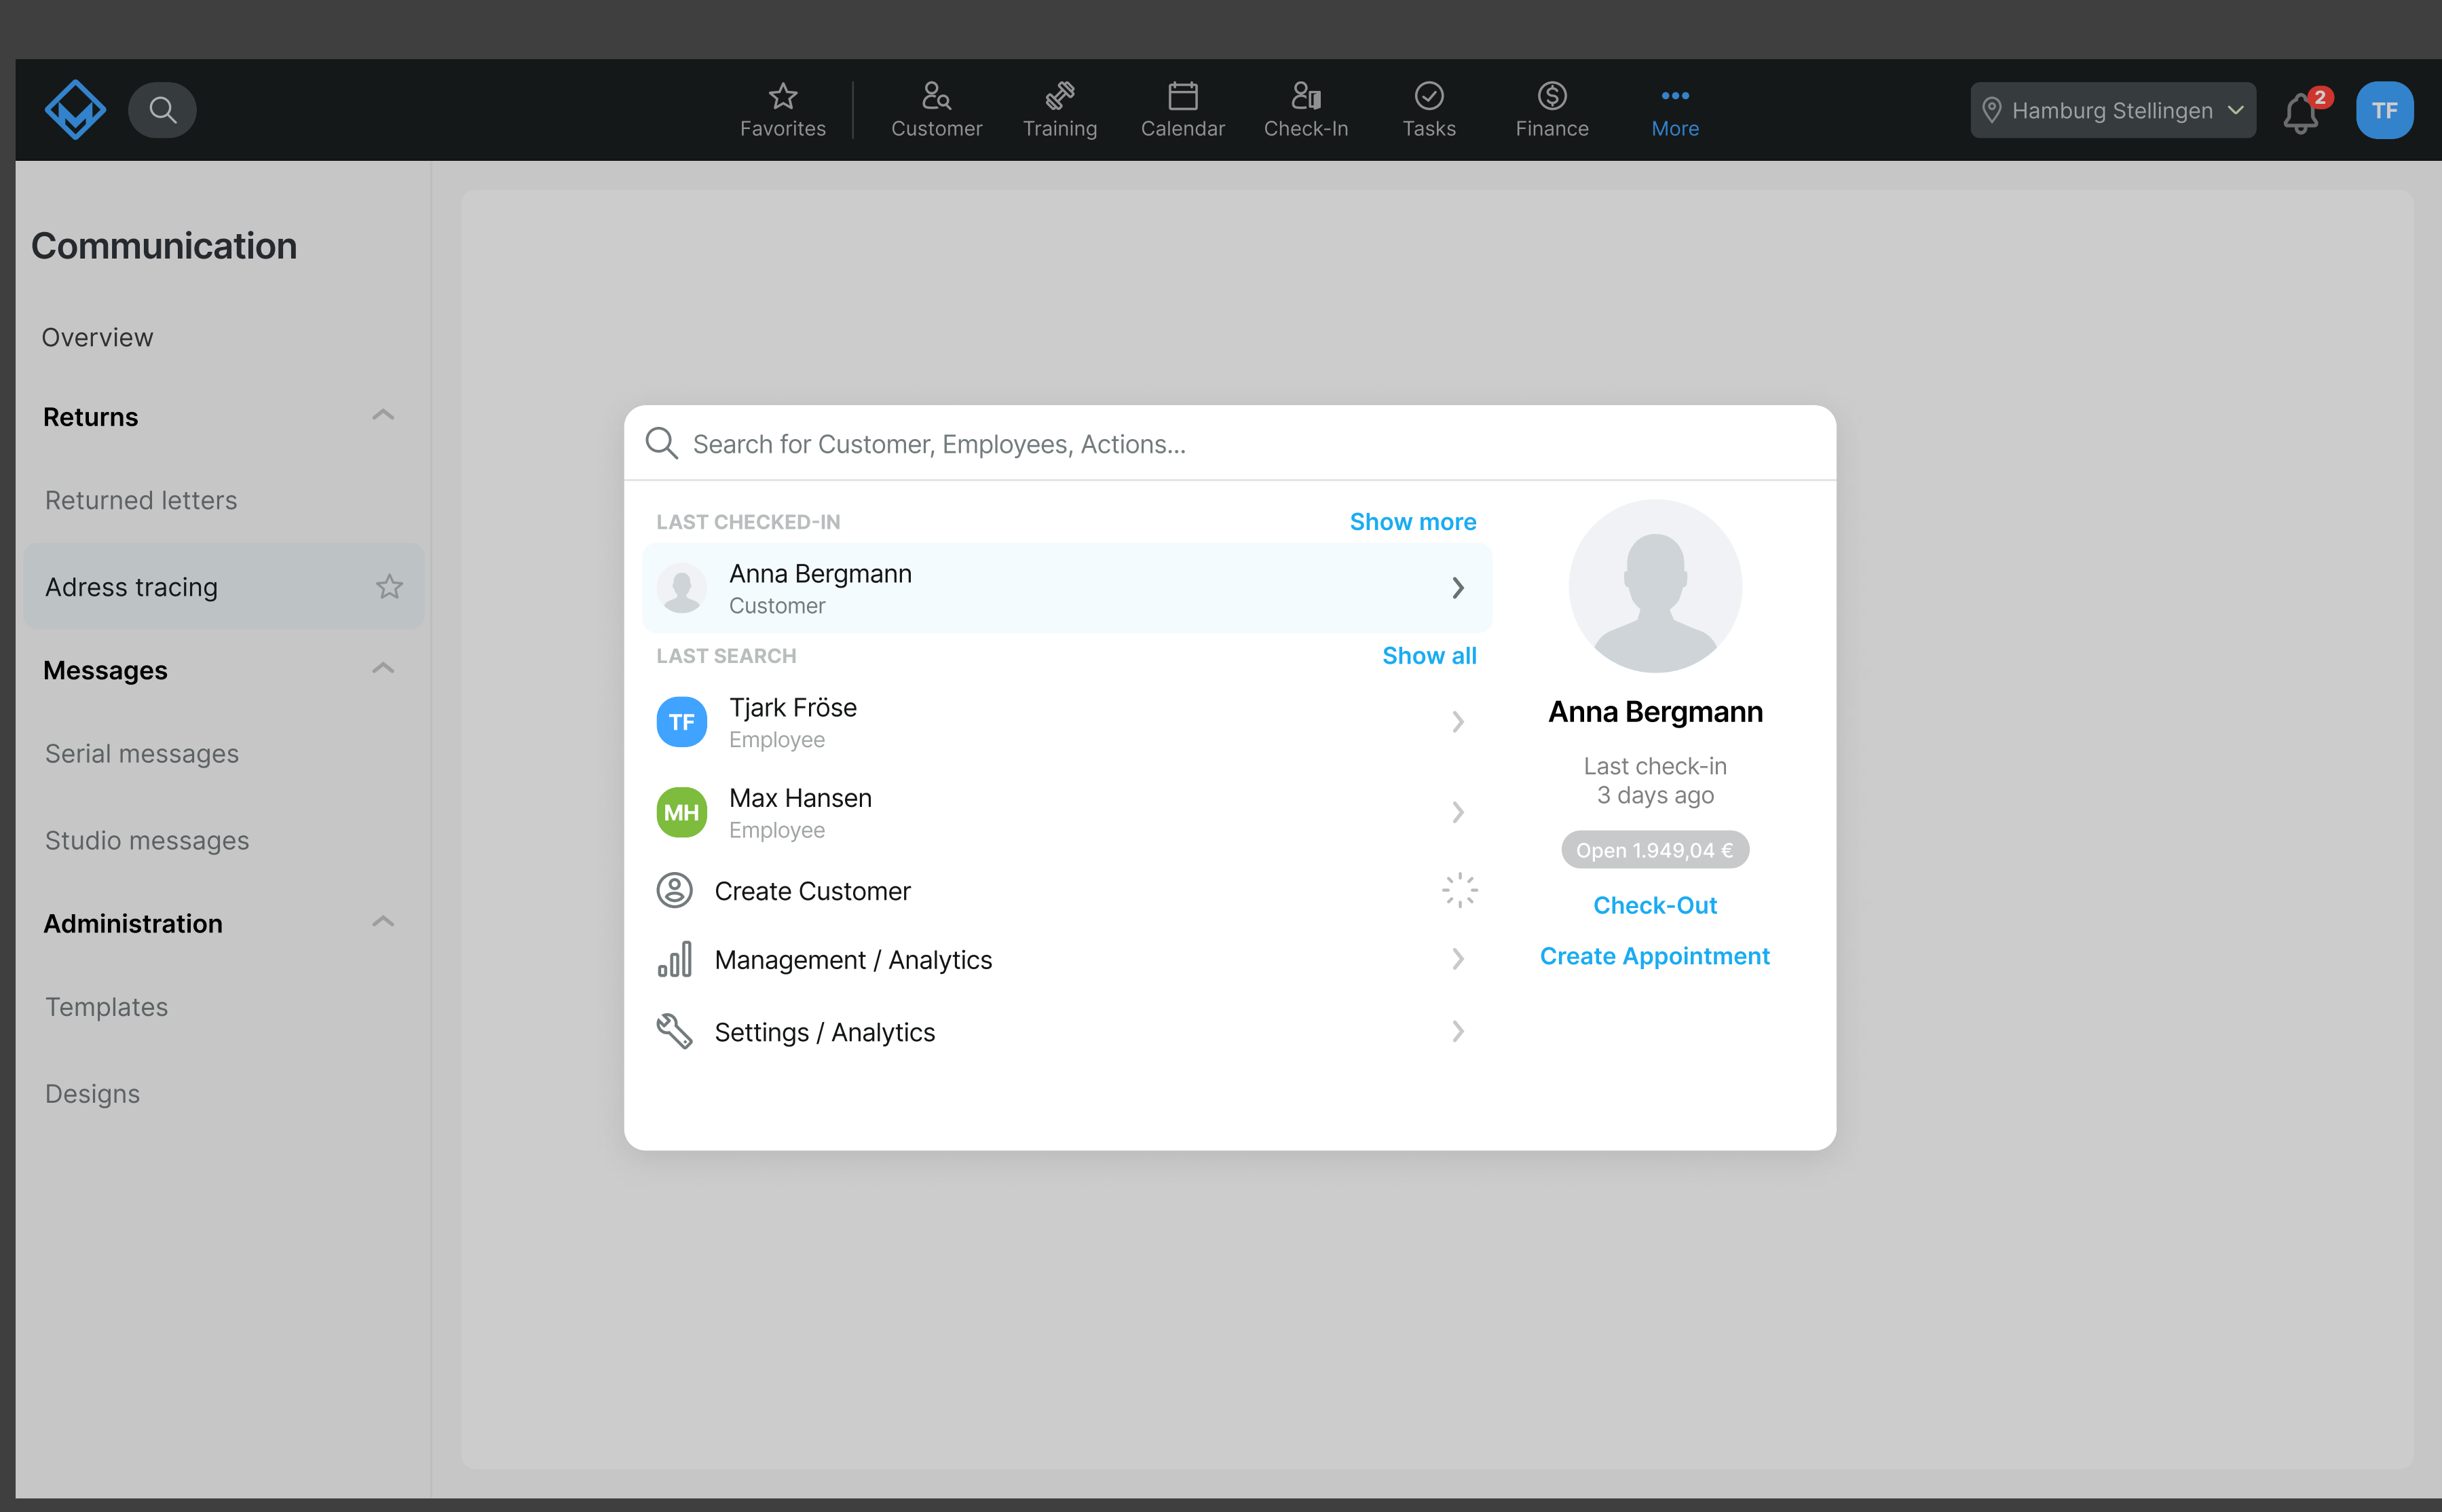 Favorites
Customer
Training
Calendar
Check-In
Tasks
Finance
More
Hamburg Stellingen
2
TF
Communication
Overview
Returns
Returned letters
Adress tracing
Messages
Serial messages
Studio messages
Administration
Templates
Designs
Search for Customer, Employees, Actions...
LAST CHECKED-IN
Show more
Anna Bergmann
Customer
LAST SEARCH
Show all
TF
Tjark Fröse
Employee
MH
Max Hansen
Employee
Create Customer
Management / Analytics
Settings / Analytics
Anna Bergmann
Last check-in
3 days ago
Open 1.949,04 €
Check-Out
Create Appointment